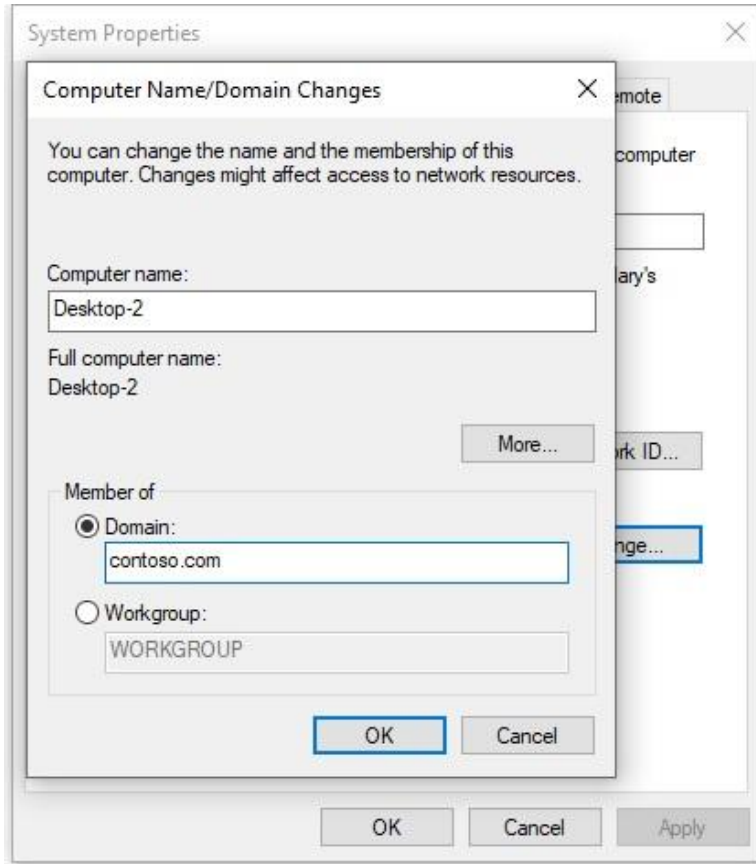 System Properties
Computer Name/Domain Changes
emote
You can change the name and the membership of this
computer. Changes might affect access to network resources.
computer
Computer name:
Desktop-2
ary's
Full computer name:
Desktop-2
More...
rk ID...
Member of
Domain:
contoso.com
nge...
Workgroup:
WORKGROUP
OK
Cancel
OK
Cancel
Apply